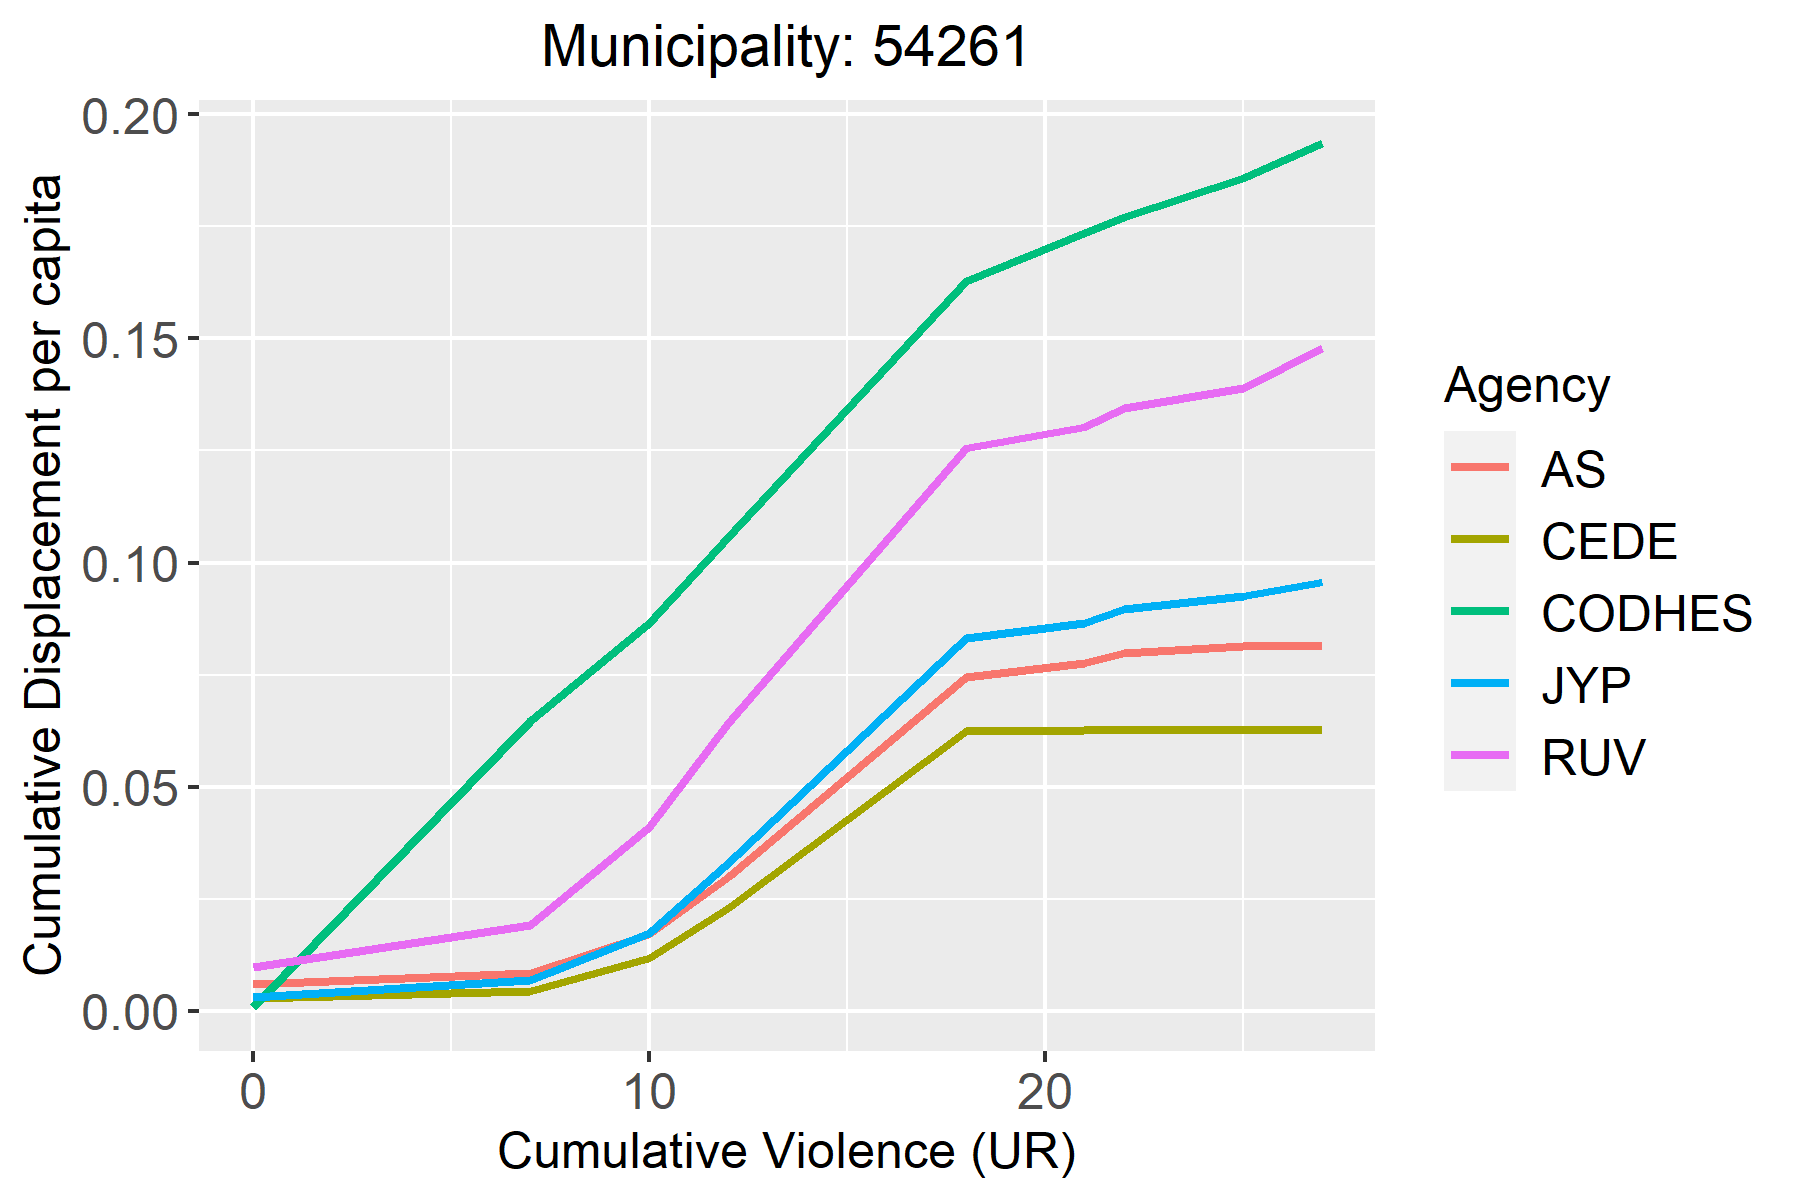 Municipality: 54261
0.20
0.15
0.10
0.05
0.00
Cumulative Displacement per capita
0
10
20
Cumulative Violence (UR)
Agency
AS
CEDE
CODHES
JYP
RUV